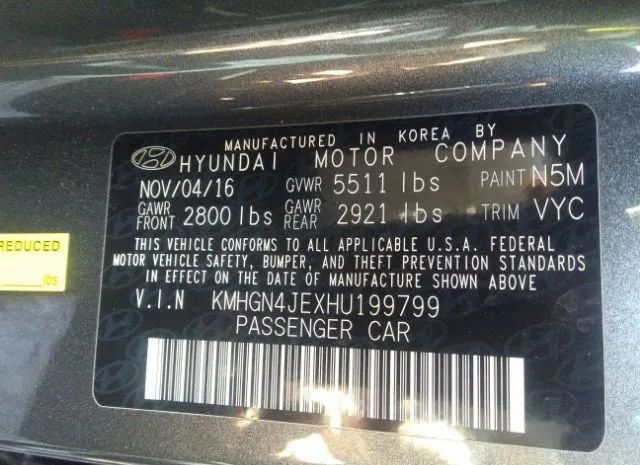 MANUFACTURED IN KOREA BY
HYUNDAI MOTOR COMPANY
NOV/04/16 GVWR 5511 lbs PAINT N5M
GAWR FRONT 2800 lbs GAWR REAR 2921 lbs TRIM VYC
THIS VEHICLE CONFORMS TO ALL APPLICABLE U.S.A. FEDERAL
MOTOR VEHICLE SAFETY, BUMPER, AND THEFT PREVENTION STANDARDS
IN EFFECT ON THE DATE OF MANUFACTURE SHOWN ABOVE
V.I.N KMHGN4JEXHU199799
PASSENGER CAR
REDUCED
lbs